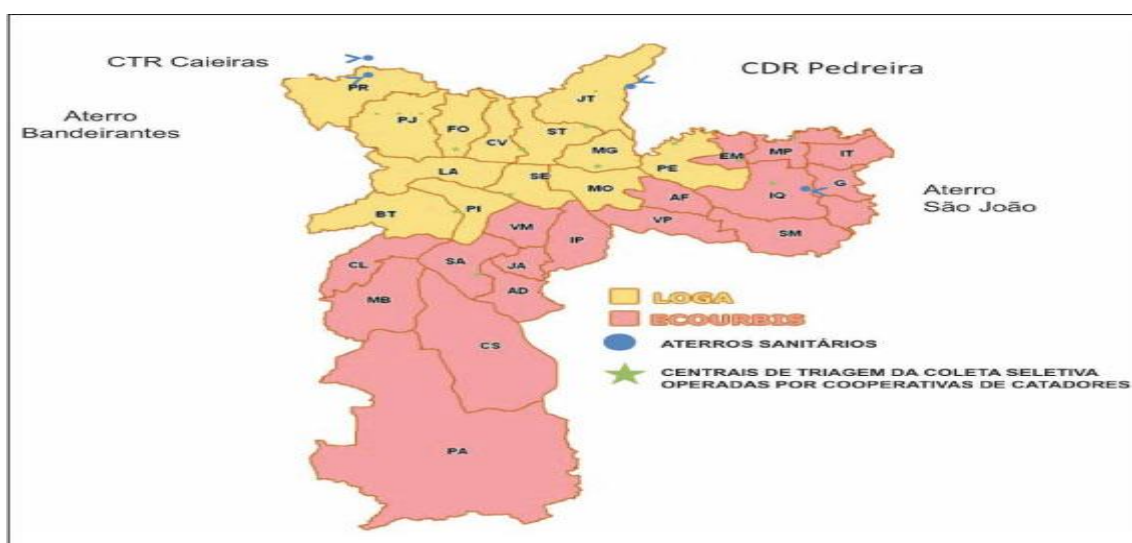 CTR Caieiras
CDR Pedreira
Aterro
Bandeirantes
PR
JT
PJ
FO
CV
ST
MG
EM
MP
IT
PE
LA
SE
MO
AF
IQ
G
Aterro
São João
BT
PI
VM
IP
VP
SM
CL
SA
JA
MB
AD
CS
PA
LOGA
ECOURBIS
ATERROS SANITÁRIOS
CENTRAIS DE TRIAGEM DA COLETA SELETIVA
OPERADAS POR COOPERATIVAS DE CATADORES